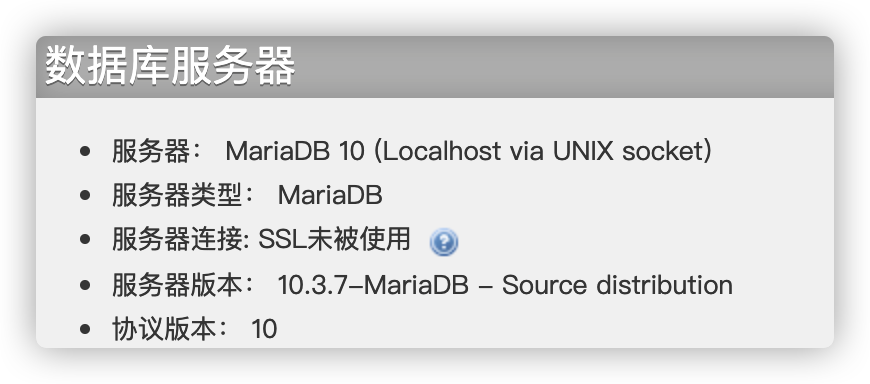 数据库服务器
服务器： MariaDB 10 (Localhost via UNIX socket)
服务器类型： MariaDB
服务器连接: SSL未被使用
服务器版本： 10.3.7-MariaDB - Source distribution
协议版本： 10